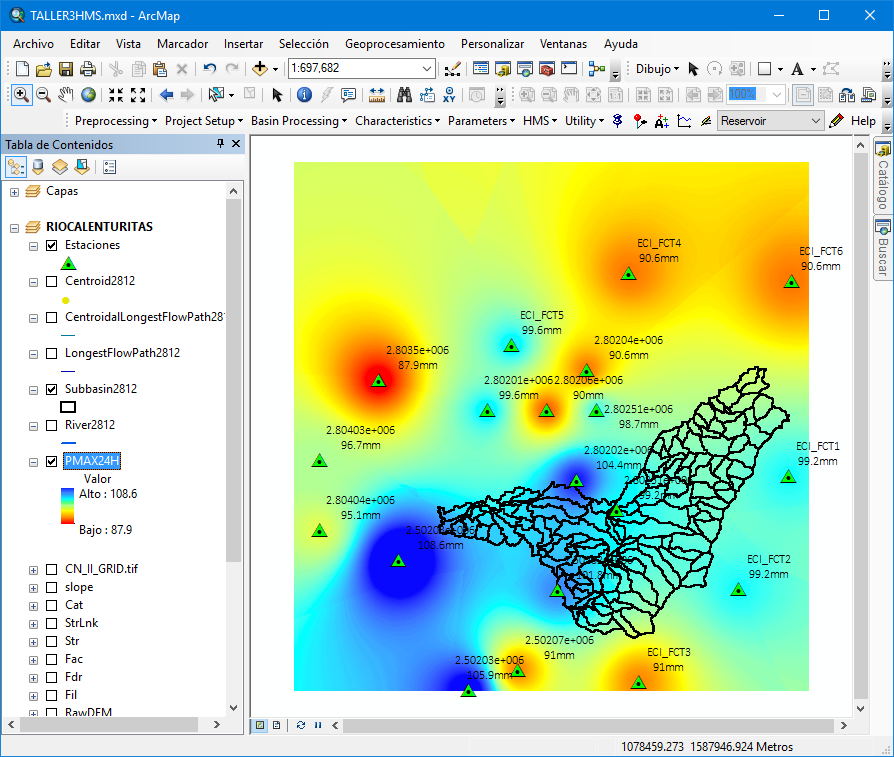 TALLER3HMS.mxd - ArcMap
Archivo Editar Vista Marcador Insertar Selección Geoprocesamiento Personalizar Ventanas Ayuda
1:697,682 Dibujo A
100%
Preprocessing Project Setup Basin Processing Characteristics Parameters HMS Utility Reservoir Help
Tabla de Contenidos
Capas
RIOCALENTURITAS
Estaciones
Centroid2812
CentroidalLongestFlowPath281
LongestFlowPath2812
Subbasin2812
River2812
PMAX24H
Valor
Alto : 108.6
Bajo : 87.9
CN_II_GRID.tif
slope
Cat
StrLnk
Str
Fac
Fdr
Fil
RawDEM
ECI_FCT4
90.6mm
ECI_FCT6
90.6mm
ECI_FCT5
99.6mm
2.80204e+006
90.6mm
2.8035e+006
87.9mm
2.80201e+006
99.6mm
2.80206e+006
90mm
2.80251e+006
98.7mm
2.80403e+006
96.7mm
2.80202e+006
104.4mm
99.2mm
ECI_FCT1
99.2mm
2.80404e+006
95.1mm
108.6mm
ECI_FCT2
99.2mm
2.50207e+006
91mm
ECI_FCT3
91mm
2.50203e+006
105.9mm
Catálogo
Buscar
1078459.273 1587946.924 Metros